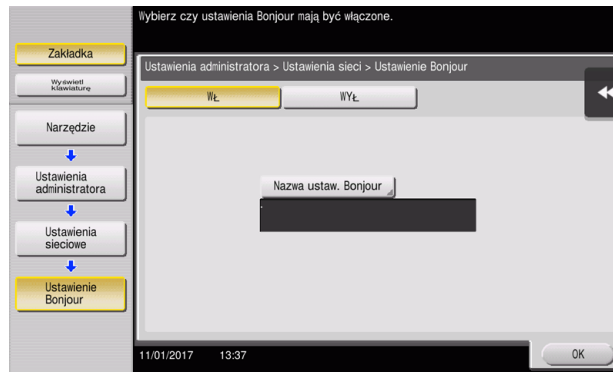 Wybierz czy ustawienia Bonjour mają być włączone.
Zakładka
Wyświetl
klawiaturę
Narzędzie
Ustawienia
administratora
Ustawienia
sieciowe
Ustawienie
Bonjour
Ustawienia administratora > Ustawienia sieci > Ustawienie Bonjour
WŁ
WYŁ
Nazwa ustaw. Bonjour
11/01/2017 13:37
OK